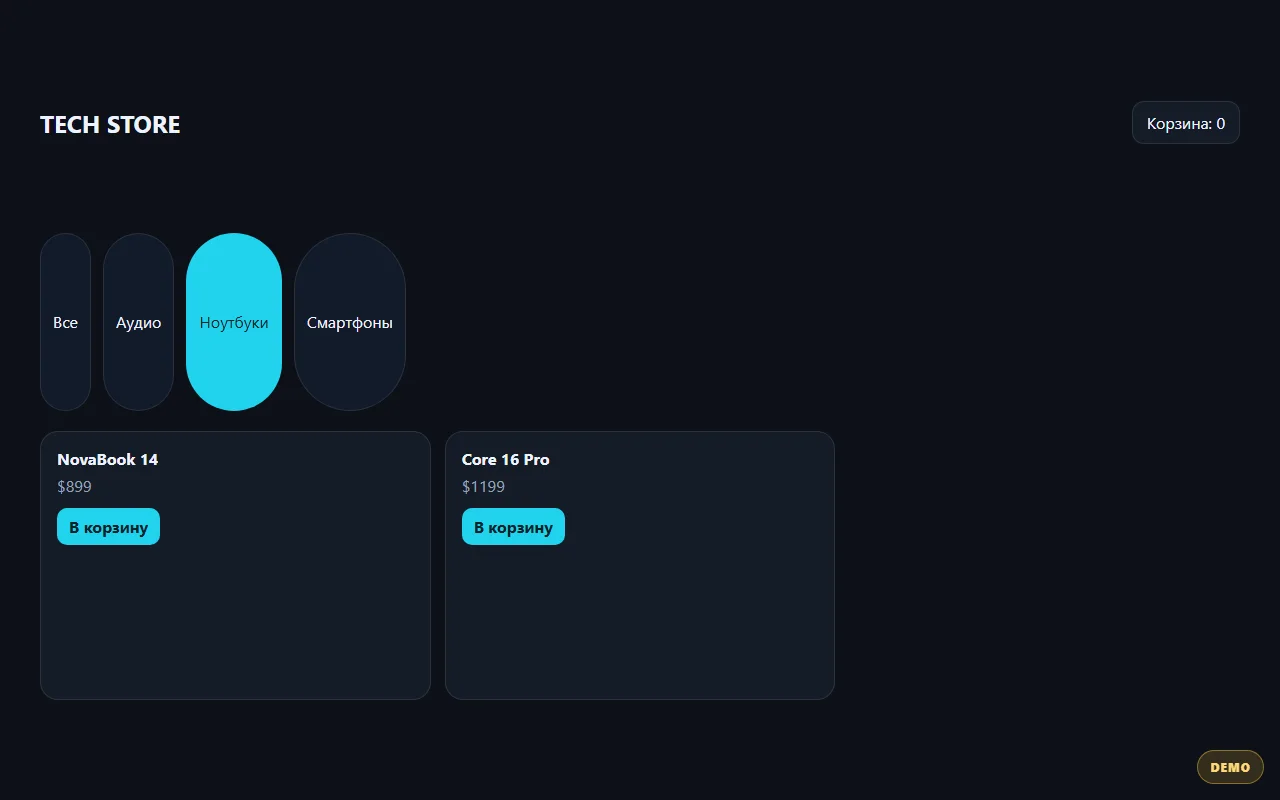 TECH STORE
Корзина: 0
Все
Аудио
Ноутбуки
Смартфоны
NovaBook 14
$899
В корзину
Core 16 Pro
$1199
В корзину
DEMO